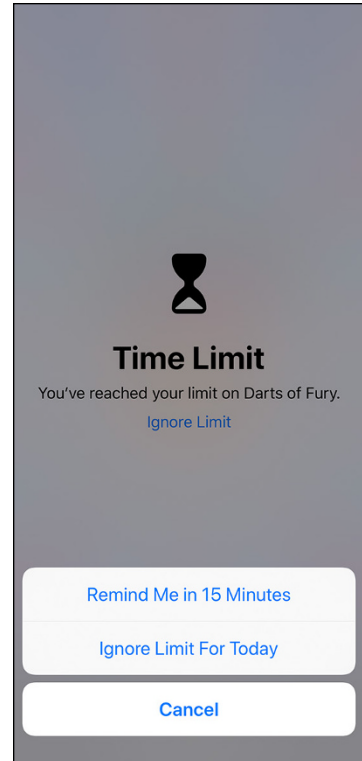 Time Limit
You’ve reached your limit on Darts of Fury.
Ignore Limit
Remind Me in 15 Minutes
Ignore Limit For Today
Cancel